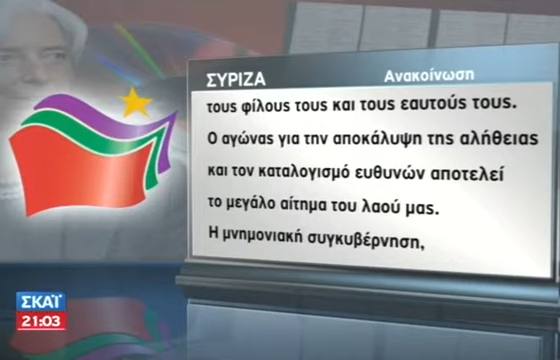 ΣΥΡΙΖΑ Ανακοίνωση
τους φίλους τους και τους εαυτούς τους.
Ο αγώνας για την αποκάλυψη της αλήθειας
και τον καταλογισμό ευθυνών αποτελεί
το μεγάλο αίτημα του λαού μας.
Η μνημονιακή συγκυβέρνηση,
ΣΚΑΪ
21:03